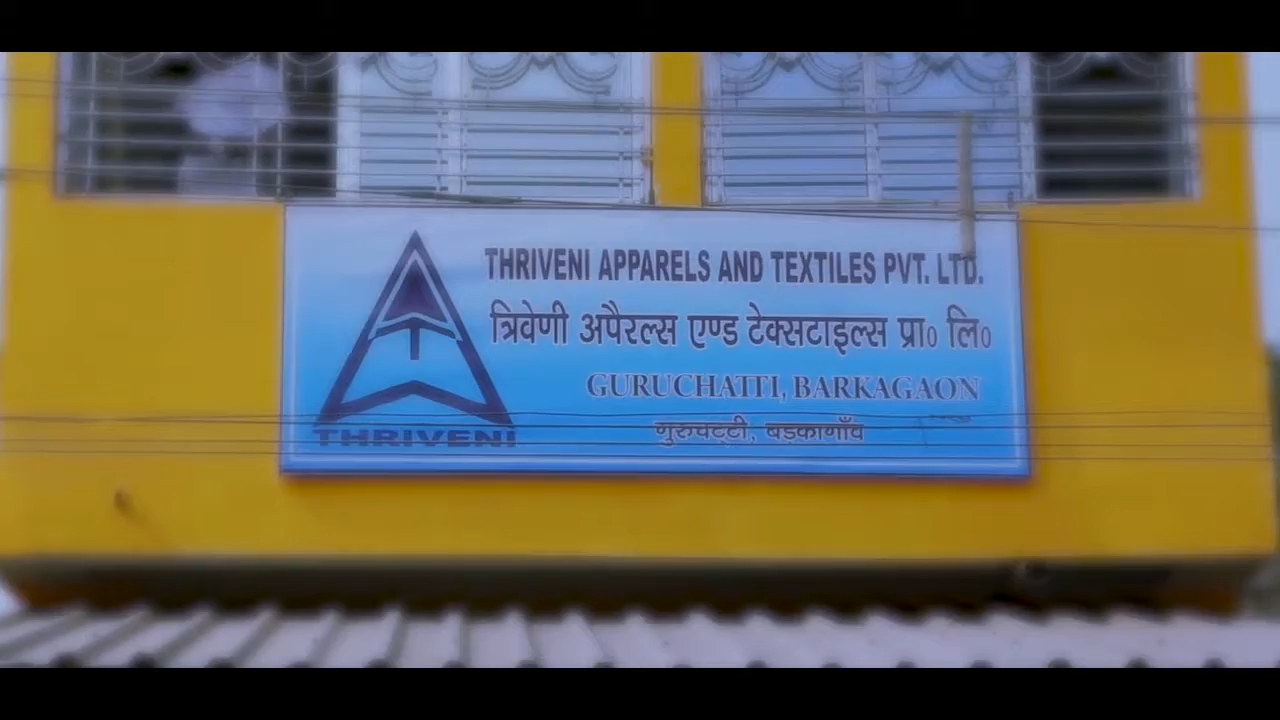 THRIVENI APPARELS AND TEXTILES PVT. LTD.
त्रिवेणी अपैरल्स एण्ड टेक्सटाइल्स प्रा० लि०
GURUCHATTI, BARKAGAON
गुरुचट्टी, बड़कागाँव
THRIVENI